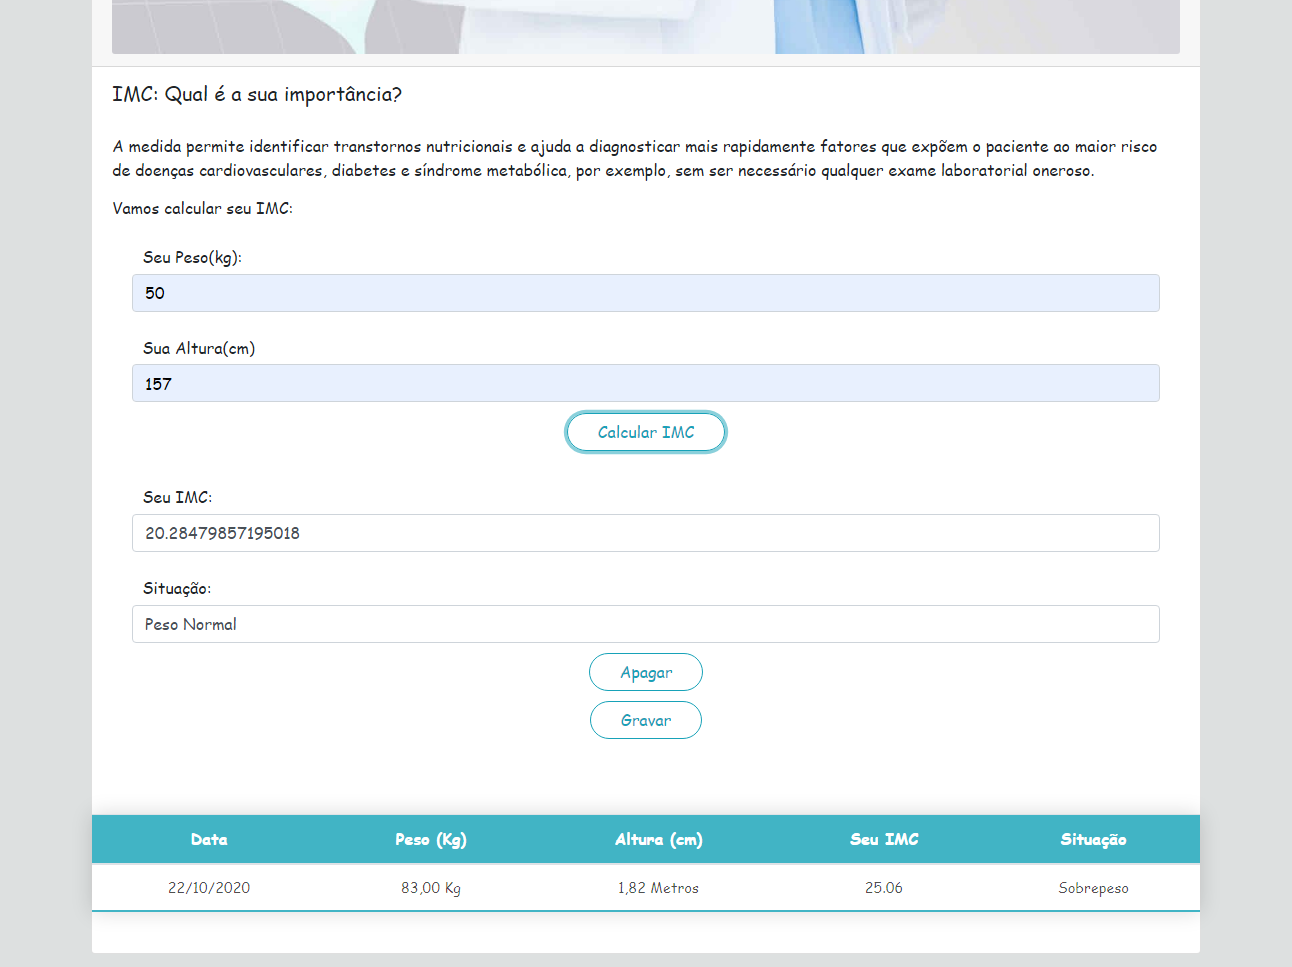 IMC: Qual é a sua importância?
A medida permite identificar transtornos nutricionais e ajuda a diagnosticar mais rapidamente fatores que expõem o paciente ao maior risco
de doenças cardiovasculares, diabetes e síndrome metabólica, por exemplo, sem ser necessário qualquer exame laboratorial oneroso.
Vamos calcular seu IMC:
Seu Peso(kg):
50
Sua Altura(cm)
157
Calcular IMC
Seu IMC:
20.28479857195018
Situação:
Peso Normal
Apagar
Gravar
Data Peso (Kg) Altura (cm) Seu IMC Situação
22/10/2020 83,00 Kg 1,82 Metros 25.06 Sobrepeso